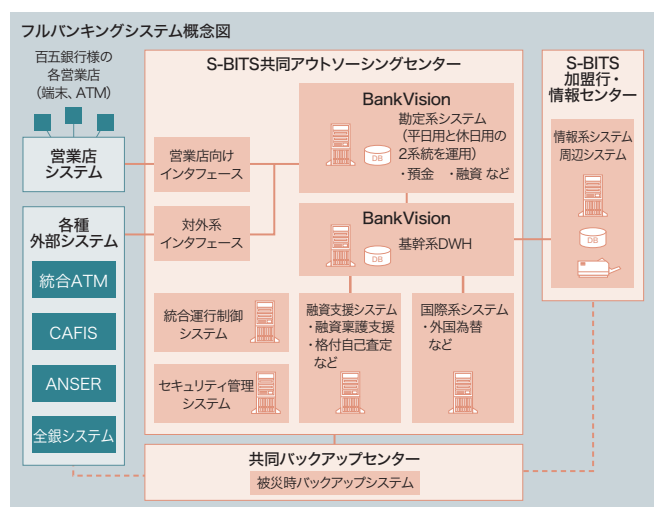 フルバンキングシステム概念図
百五銀行様の
各営業店
(端末、ATM)
営業店
システム
各種
外部システム
統合ATM
CAFIS
ANSER
全銀システム
S-BITS共同アウトソーシングセンター
営業店向け
インタフェース
対外系
インタフェース
BankVision
勘定系システム
(平日用と休日用の
2系統を運用)
・預金 ・融資 など
DB
BankVision
基幹系DWH
DB
統合運行制御
システム
セキュリティ管理
システム
融資支援システム
・融資稟議支援
・格付自己査定
など
国際系システム
・外国為替
など
S-BITS
加盟行・
情報センター
情報系システム
周辺システム
DB
共同バックアップセンター
被災時バックアップシステム